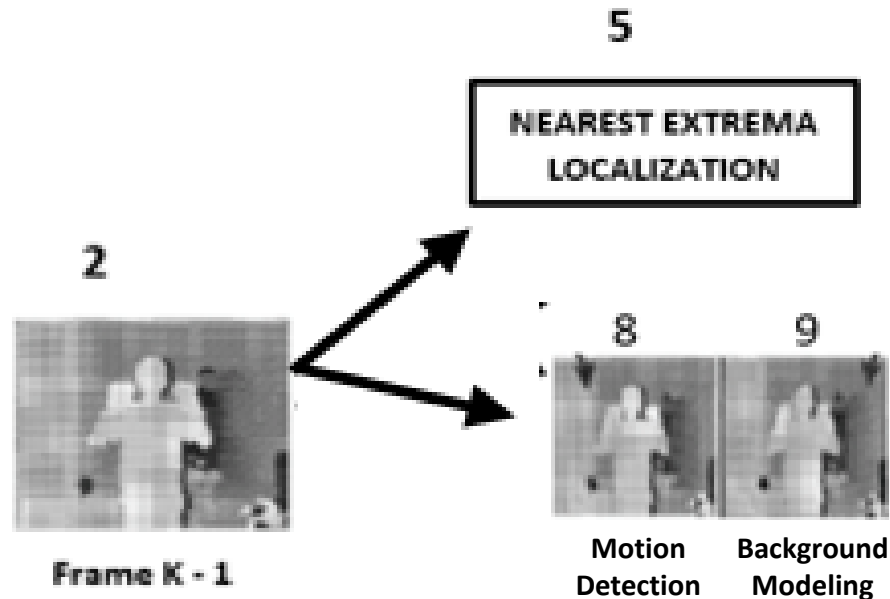 5
NEAREST EXTREMA
LOCALIZATION
2
8 9
Frame K - 1
Motion Background
Detection Modeling